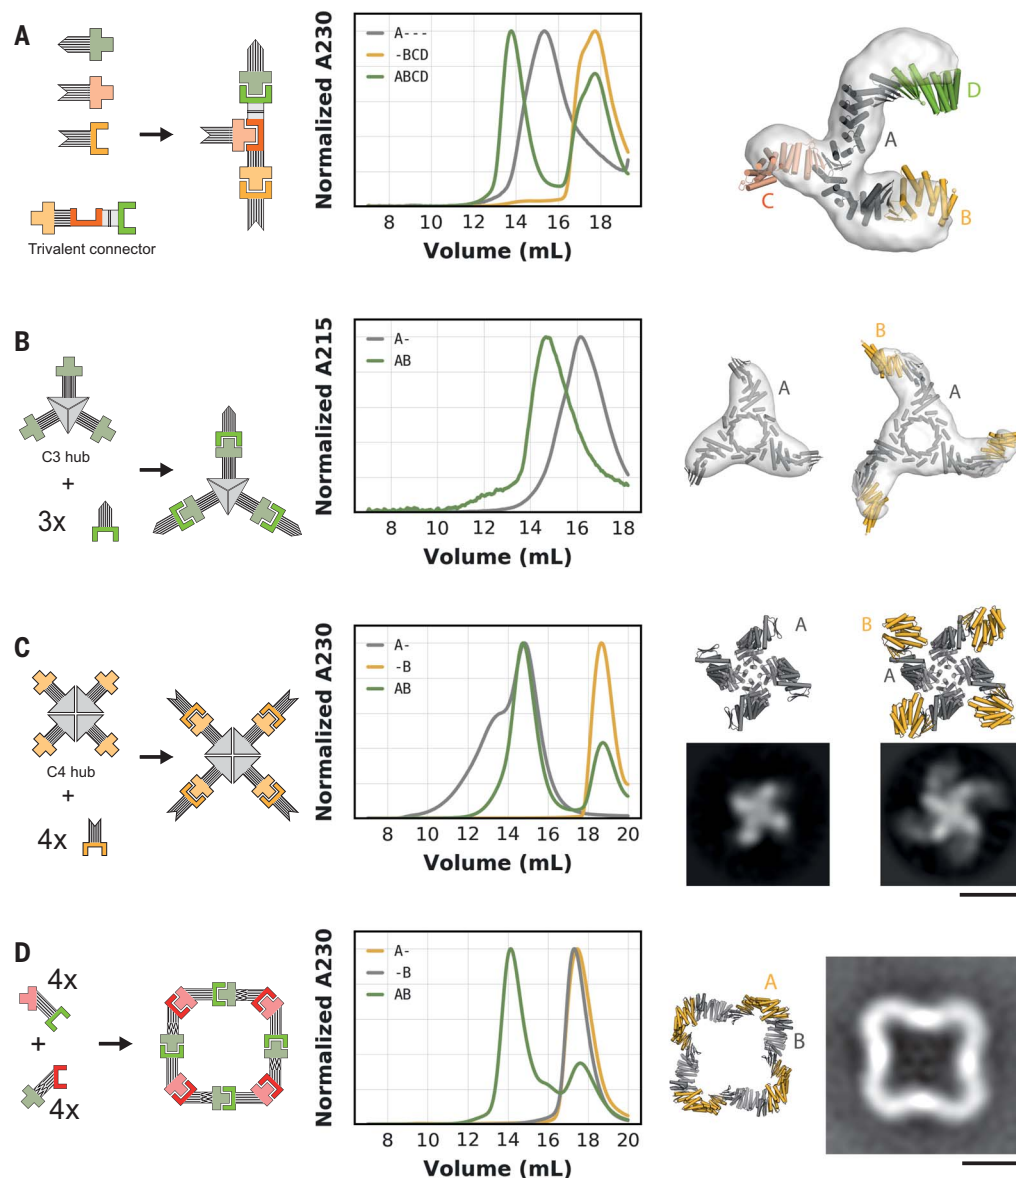 A
Trivalent connector
Normalized A230
A---
-BCD
ABCD
8 10 12 14 16 18
Volume (mL)
D
A
C
B
B
C3 hub
+
3x
Normalized A215
A-
AB
8 10 12 14 16 18
Volume (mL)
A
B
A
C
C4 hub
+
4x
Normalized A230
A-
-B
AB
8 10 12 14 16 18 20
Volume (mL)
A
B
A
D
4x
+
4x
Normalized A230
A-
-B
AB
8 10 12 14 16 18 20
Volume (mL)
A
B